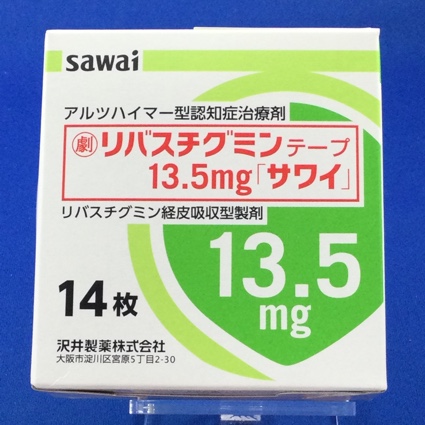 sawai
アルツハイマー型認知症治療剤
劇 リバスチグミンテープ
13.5mg「サワイ」
リバスチグミン経皮吸収型製剤
13.5
mg
14枚
沢井製薬株式会社
大阪市淀川区宮原5丁目2-30